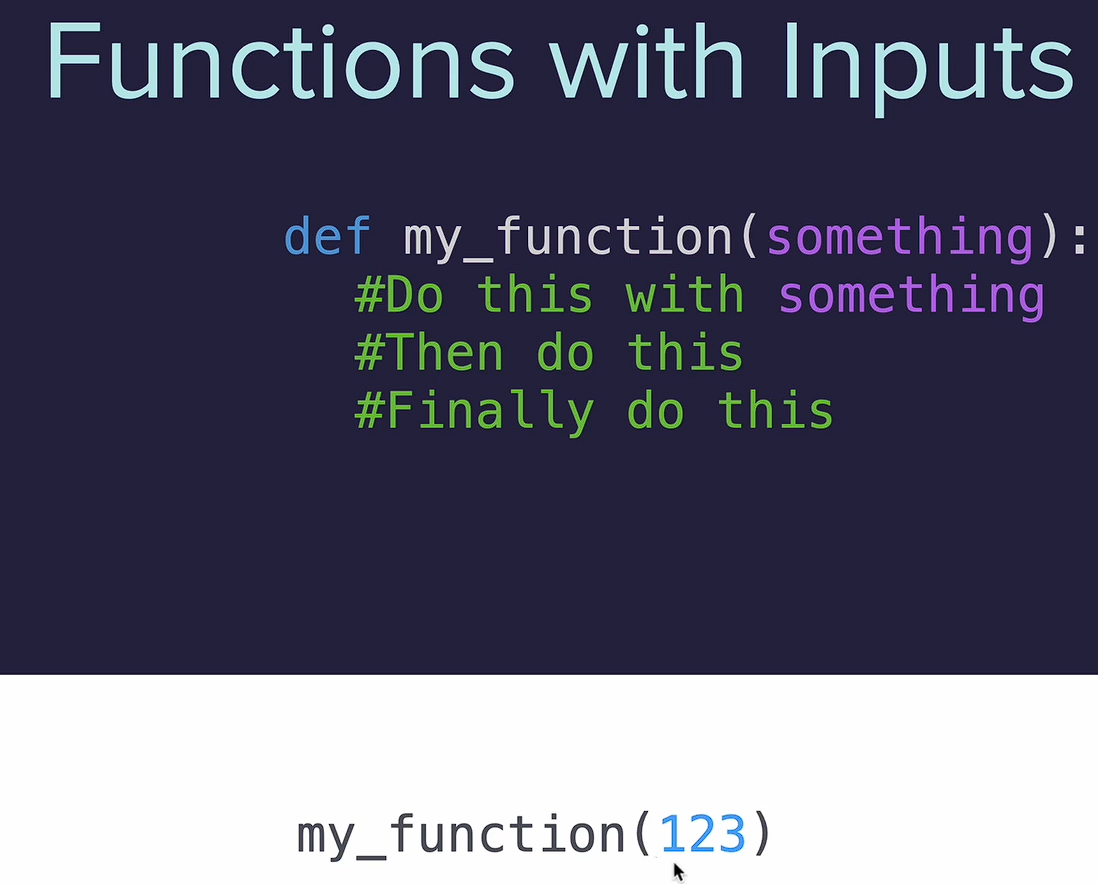 Functions with Inputs
def my_function(something):
#Do this with something
#Then do this
#Finally do this
my_function(123)